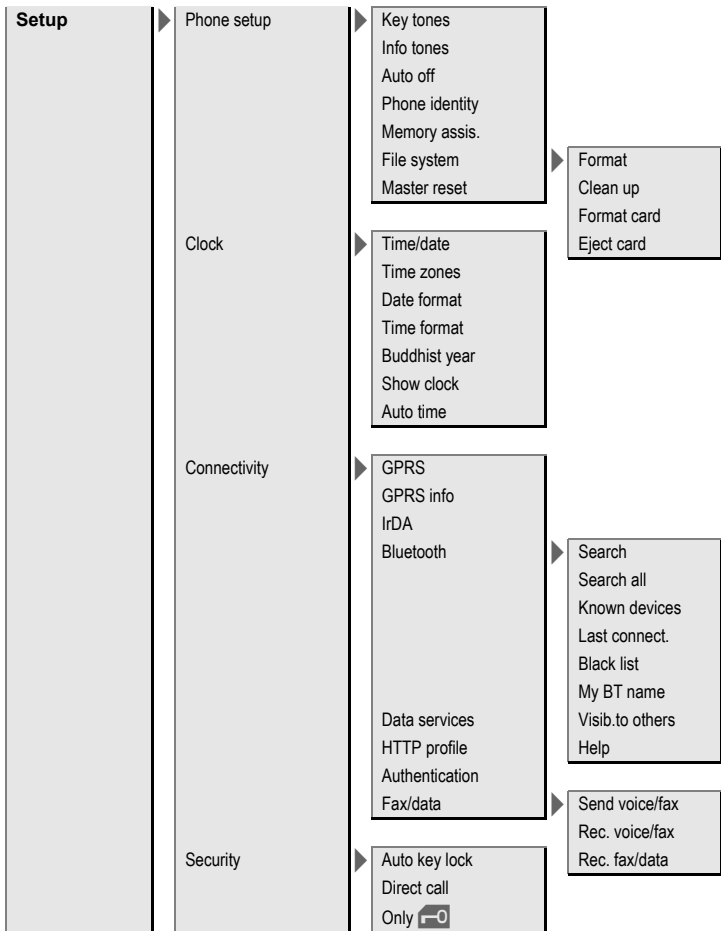 Setup
Phone setup
Key tones
Info tones
Auto off
Phone identity
Memory assis.
File system
Master reset
Format
Clean up
Format card
Eject card
Clock
Time/date
Time zones
Date format
Time format
Buddhist year
Show clock
Auto time
Connectivity
GPRS
GPRS info
IrDA
Bluetooth
Search
Search all
Known devices
Last connect.
Black list
My BT name
Visib.to others
Help
Data services
HTTP profile
Authentication
Fax/data
Send voice/fax
Rec. voice/fax
Rec. fax/data
Security
Auto key lock
Direct call
Only